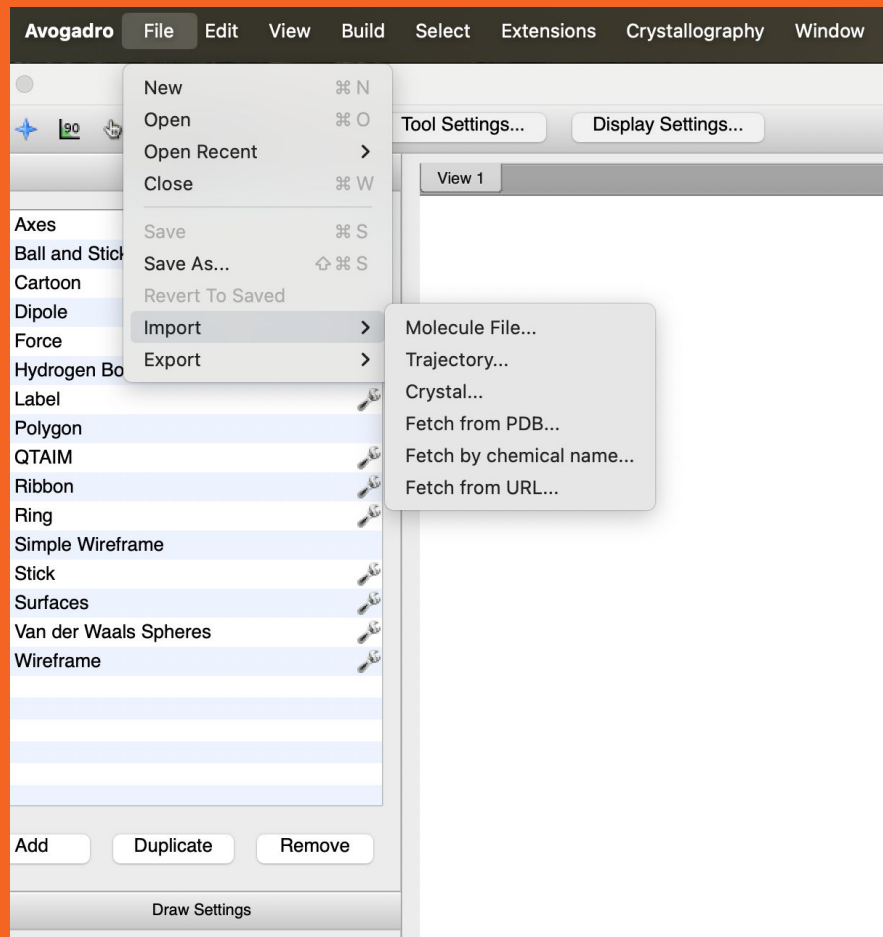 Avogadro File Edit View Build Select Extensions Crystallography Window
New ⌘ N
Open ⌘ O
Open Recent >
Close ⌘ W
Save ⌘ S
Save As... ⇧ ⌘ S
Revert To Saved
Import >
Export >
Molecule File...
Trajectory...
Crystal...
Fetch from PDB...
Fetch by chemical name...
Fetch from URL...
90
Tool Settings... Display Settings...
View 1
Axes
Ball and Stick
Cartoon
Dipole
Force
Hydrogen Bo
Label
Polygon
QTAIM
Ribbon
Ring
Simple Wireframe
Stick
Surfaces
Van der Waals Spheres
Wireframe
Add Duplicate Remove
Draw Settings